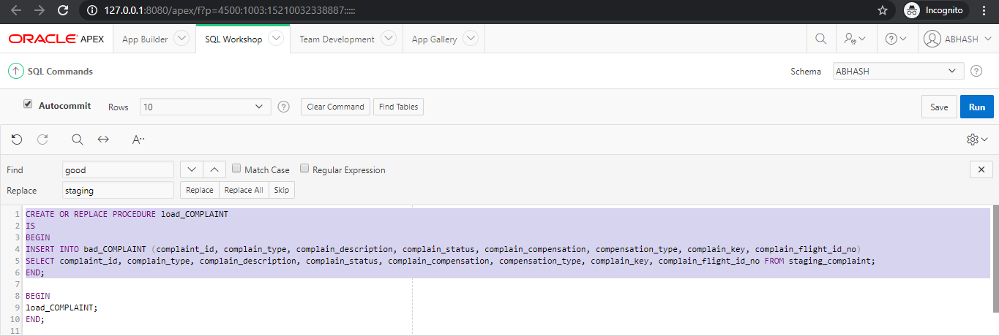 127.0.0.1:8080/apex/f?p=4500:1003:15210032338887:::::
Incognito
ORACLE APEX App Builder SQL Workshop Team Development App Gallery ABHASH
SQL Commands Schema ABHASH
Autocommit Rows 10 Clear Command Find Tables Save Run
A
Find good Match Case Regular Expression
Replace staging Replace Replace All Skip
1 CREATE OR REPLACE PROCEDURE load_COMPLAINT
2 IS
3 BEGIN
4 INSERT INTO bad_COMPLAINT (complaint_id, complain_type, complain_description, complain_status, complain_compensation, compensation_type, complain_key, complain_flight_id_no)
5 SELECT complaint_id, complain_type, complain_description, complain_status, complain_compensation, compensation_type, complain_key, complain_flight_id_no FROM staging_complaint;
6 END;
7
8 BEGIN
9 load_COMPLAINT;
10 END;
11